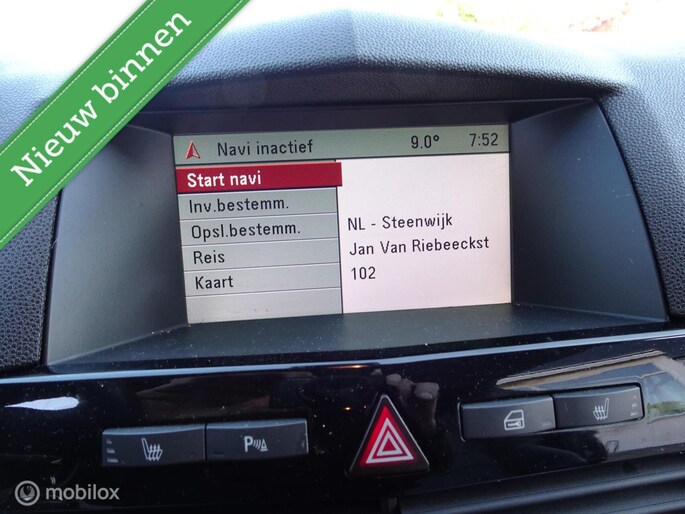 Nieuw binnen
Navi inactief 9.0° 7:52
Start navi
Inv.bestemm.
Opsl.bestemm.
Reis
Kaart
NL - Steenwijk
Jan Van Riebeeckst
102
P
mobilox